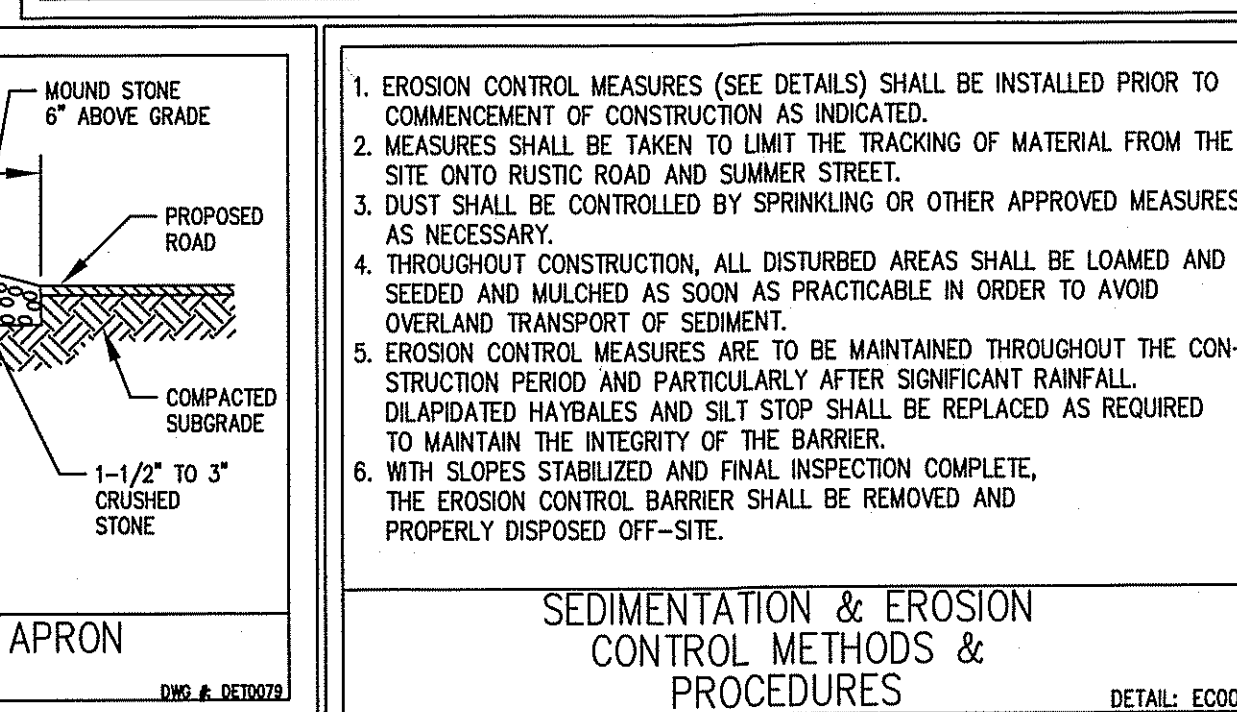 MOUND STONE
6" ABOVE GRADE
PROPOSED
ROAD
COMPACTED
SUBGRADE
1-1/2" TO 3"
CRUSHED
STONE
APRON
DWG #: DET0079
1. EROSION CONTROL MEASURES (SEE DETAILS) SHALL BE INSTALLED PRIOR TO
COMMENCEMENT OF CONSTRUCTION AS INDICATED.
2. MEASURES SHALL BE TAKEN TO LIMIT THE TRACKING OF MATERIAL FROM THE
SITE ONTO RUSTIC ROAD AND SUMMER STREET.
3. DUST SHALL BE CONTROLLED BY SPRINKLING OR OTHER APPROVED MEASURES
AS NECESSARY.
4. THROUGHOUT CONSTRUCTION, ALL DISTURBED AREAS SHALL BE LOAMED AND
SEEDED AND MULCHED AS SOON AS PRACTICABLE IN ORDER TO AVOID
OVERLAND TRANSPORT OF SEDIMENT.
5. EROSION CONTROL MEASURES ARE TO BE MAINTAINED THROUGHOUT THE CON-
STRUCTION PERIOD AND PARTICULARLY AFTER SIGNIFICANT RAINFALL.
DILAPIDATED HAYBALES AND SILT STOP SHALL BE REPLACED AS REQUIRED
TO MAINTAIN THE INTEGRITY OF THE BARRIER.
6. WITH SLOPES STABILIZED AND FINAL INSPECTION COMPLETE,
THE EROSION CONTROL BARRIER SHALL BE REMOVED AND
PROPERLY DISPOSED OFF-SITE.
SEDIMENTATION & EROSION
CONTROL METHODS &
PROCEDURES
DETAIL: EC00